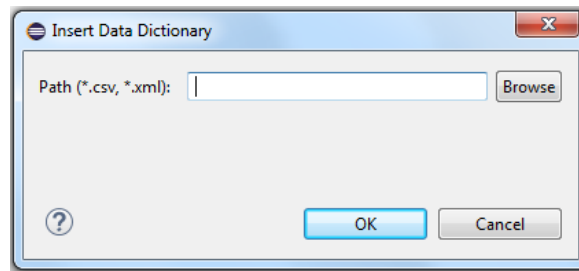 Insert Data Dictionary
Path (*.csv, *.xml): Browse
OK Cancel